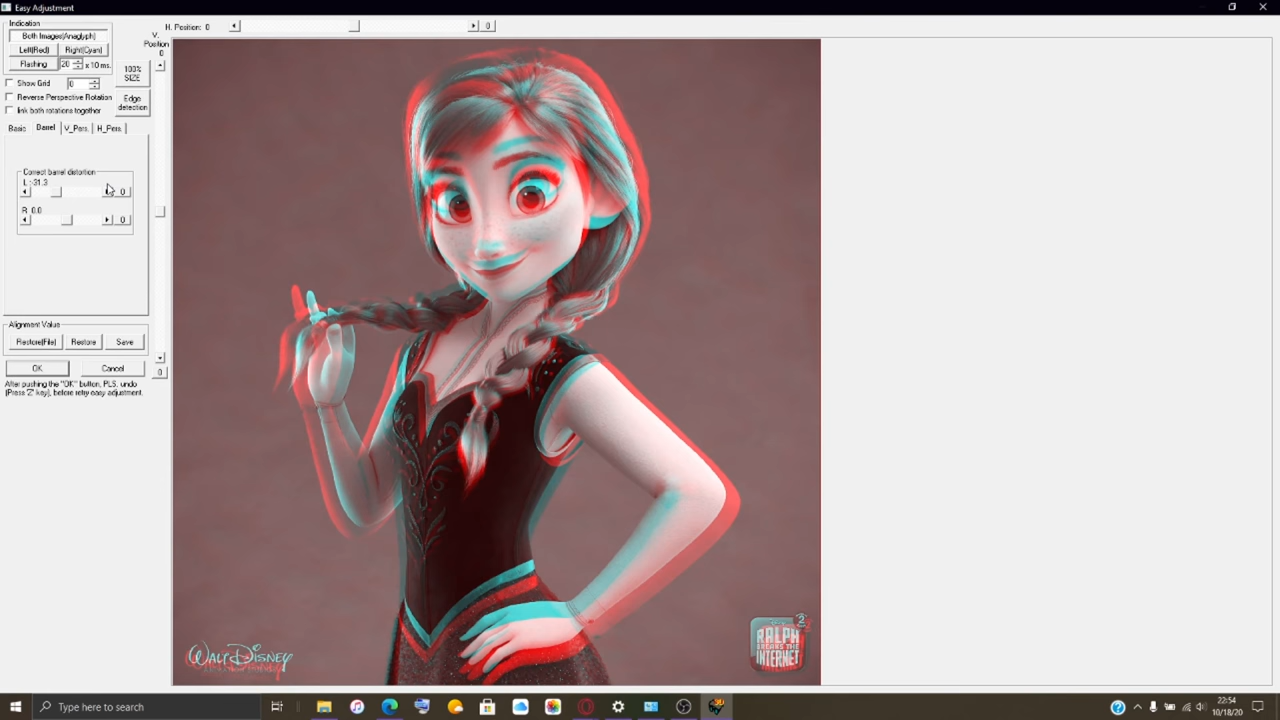 Easy Adjustment
Indication
Both Images(Anaglyph)
Left(Red) Right(Cyan)
Flashing 20 x 10 ms.
Show Grid 0
Reverse Perspective Rotation
link both rotations together
V. Position 0
100% SIZE
Edge detection
H. Position: 0
0
Basic Barrel V_Pers. H_Pers.
Correct barrel distortion
L :-31.3
0
R 0.0
0
Alignment Value
Restore(File) Restore Save
OK Cancel
0
After pushing the "OK" button, PLS, undo
(Press 'Z' key), before retry easy adjustment.
WALT DISNEY
2
RALPH
BREAKS THE
INTERNET
Type here to search
22:54
10/18/20